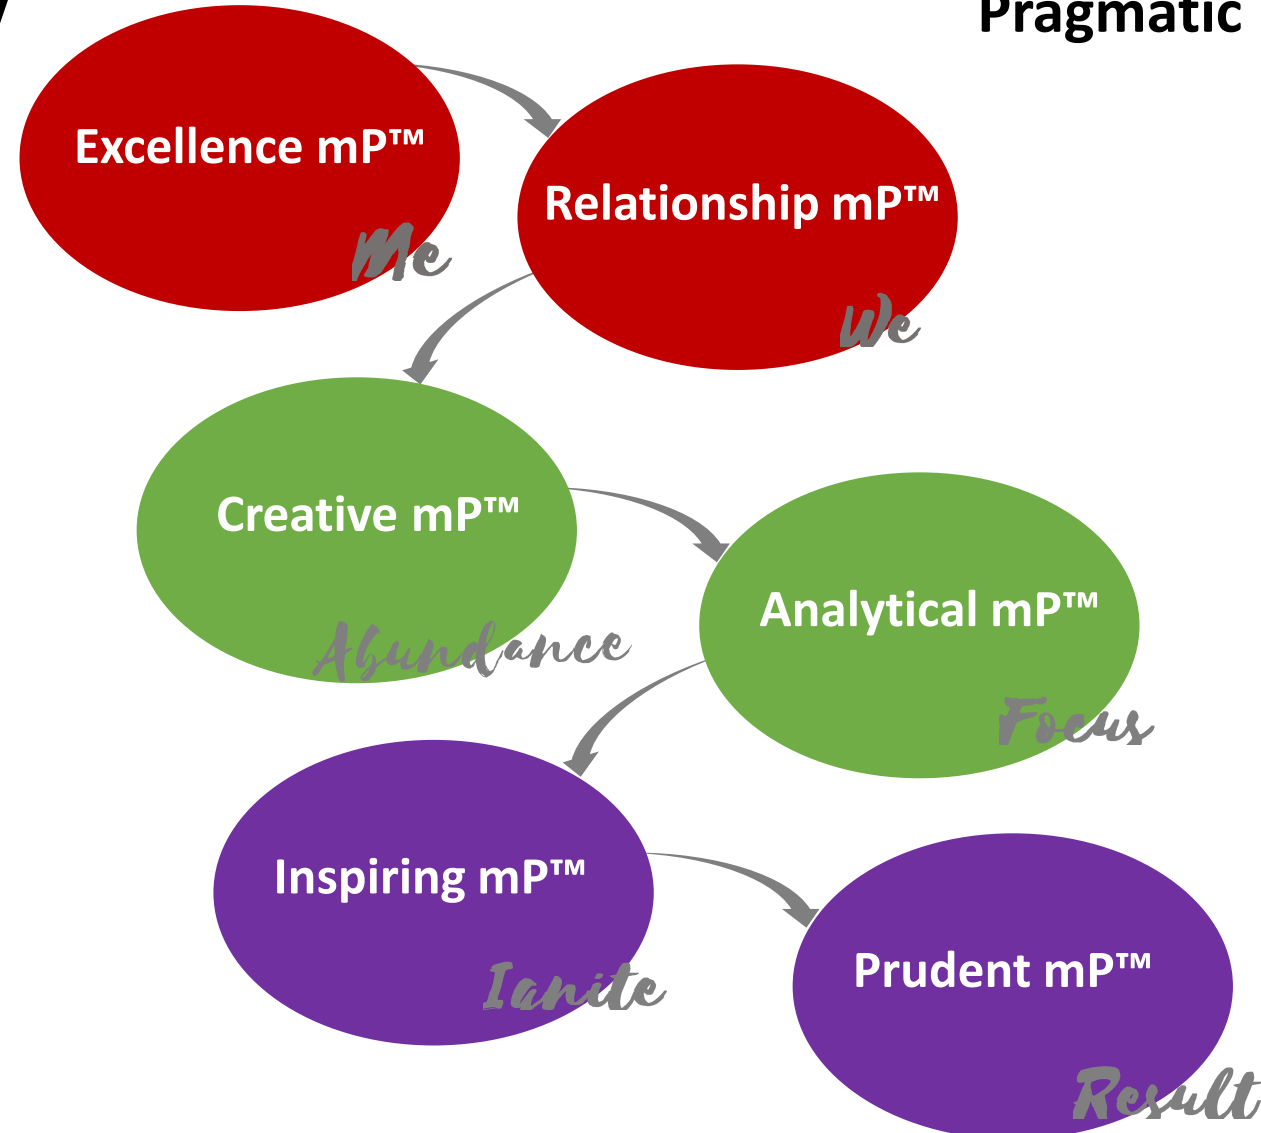 Pragmatic
Excellence mP™
Me
Relationship mP™
We
Creative mP™
Abundance
Analytical mP™
Focus
Inspiring mP™
Ignite
Prudent mP™
Result